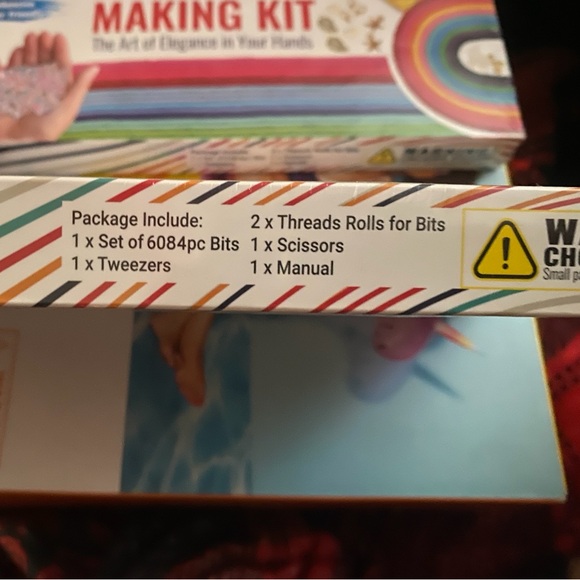 MAKING KIT
The Art of Elegance in Your Hands
Package Include:
1 x Set of 6084pc Bits
1 x Tweezers
2 x Threads Rolls for Bits
1 x Scissors
1 x Manual
Small